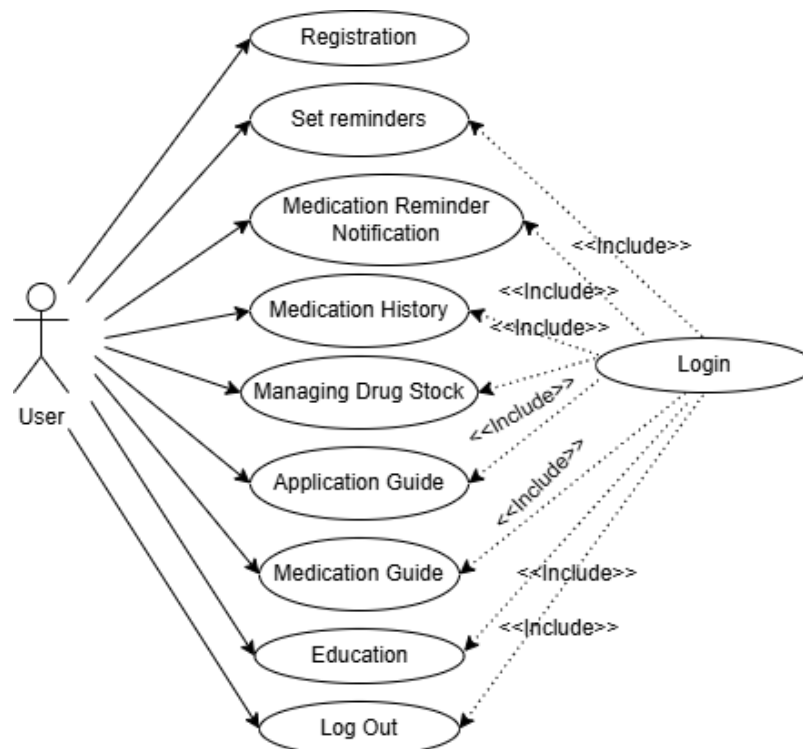 Registration
Set reminders
Medication Reminder
Notification
<<Include>>
<<Include>>
Medication History
<<Include>>
Login
Managing Drug Stock
<<Include>>
User
Application Guide
<<Include>>
Medication Guide
<<Include>>
<<Include>>
Education
Log Out